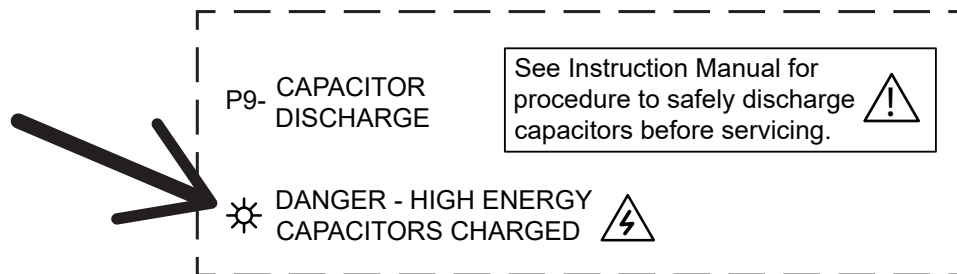 P9- CAPACITOR
DISCHARGE
See Instruction Manual for
procedure to safely discharge
capacitors before servicing.
DANGER - HIGH ENERGY
CAPACITORS CHARGED